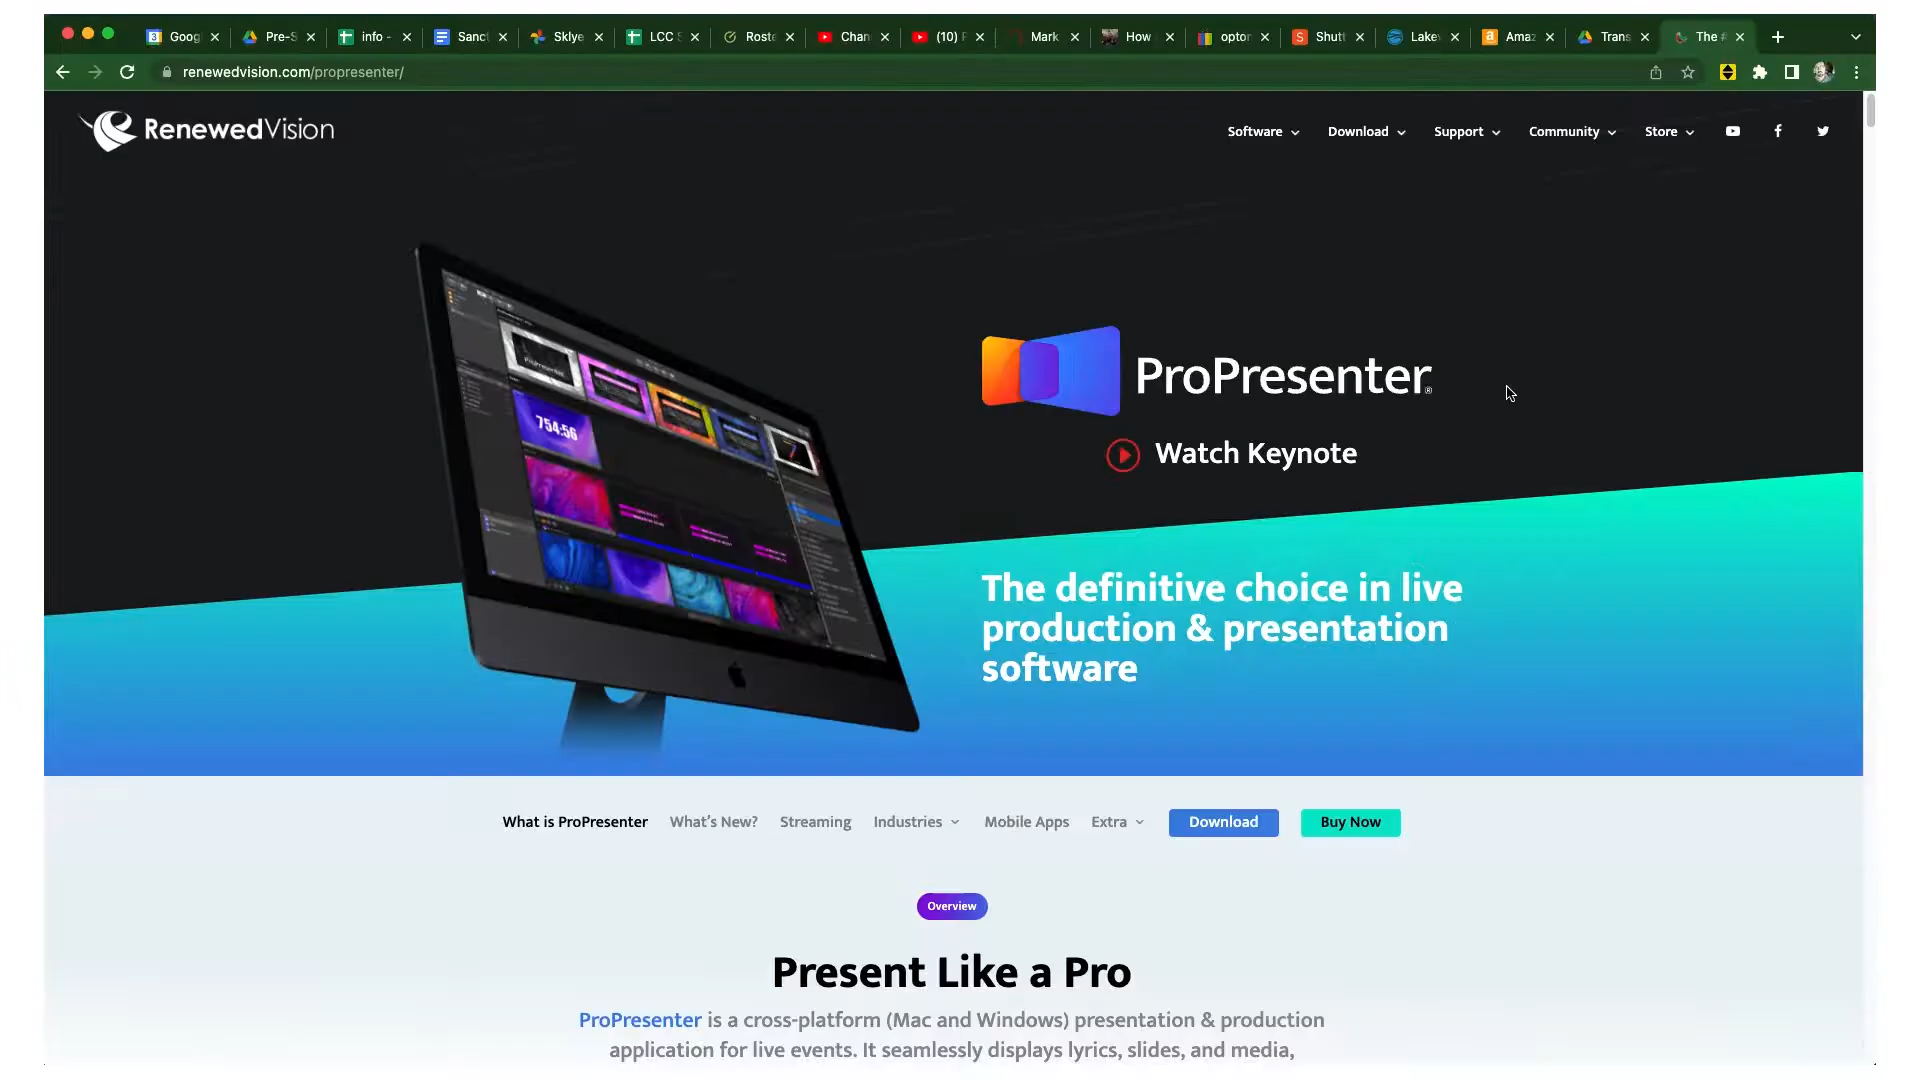 Goog
Pre-S
info -
Sanct
Sklye
LCC S
Roste
Chan
(10) F
Mark
How
optor
Shutt
Lakev
Amaz
Trans
The #
renewedvision.com/propresenter/
RenewedVision
Software
Download
Support
Community
Store
754:56
ProPresenter®
Watch Keynote
The definitive choice in live
production & presentation
software
What is ProPresenter
What's New?
Streaming
Industries
Mobile Apps
Extra
Download
Buy Now
Overview
Present Like a Pro
ProPresenter is a cross-platform (Mac and Windows) presentation & production
application for live events. It seamlessly displays lyrics, slides, and media,